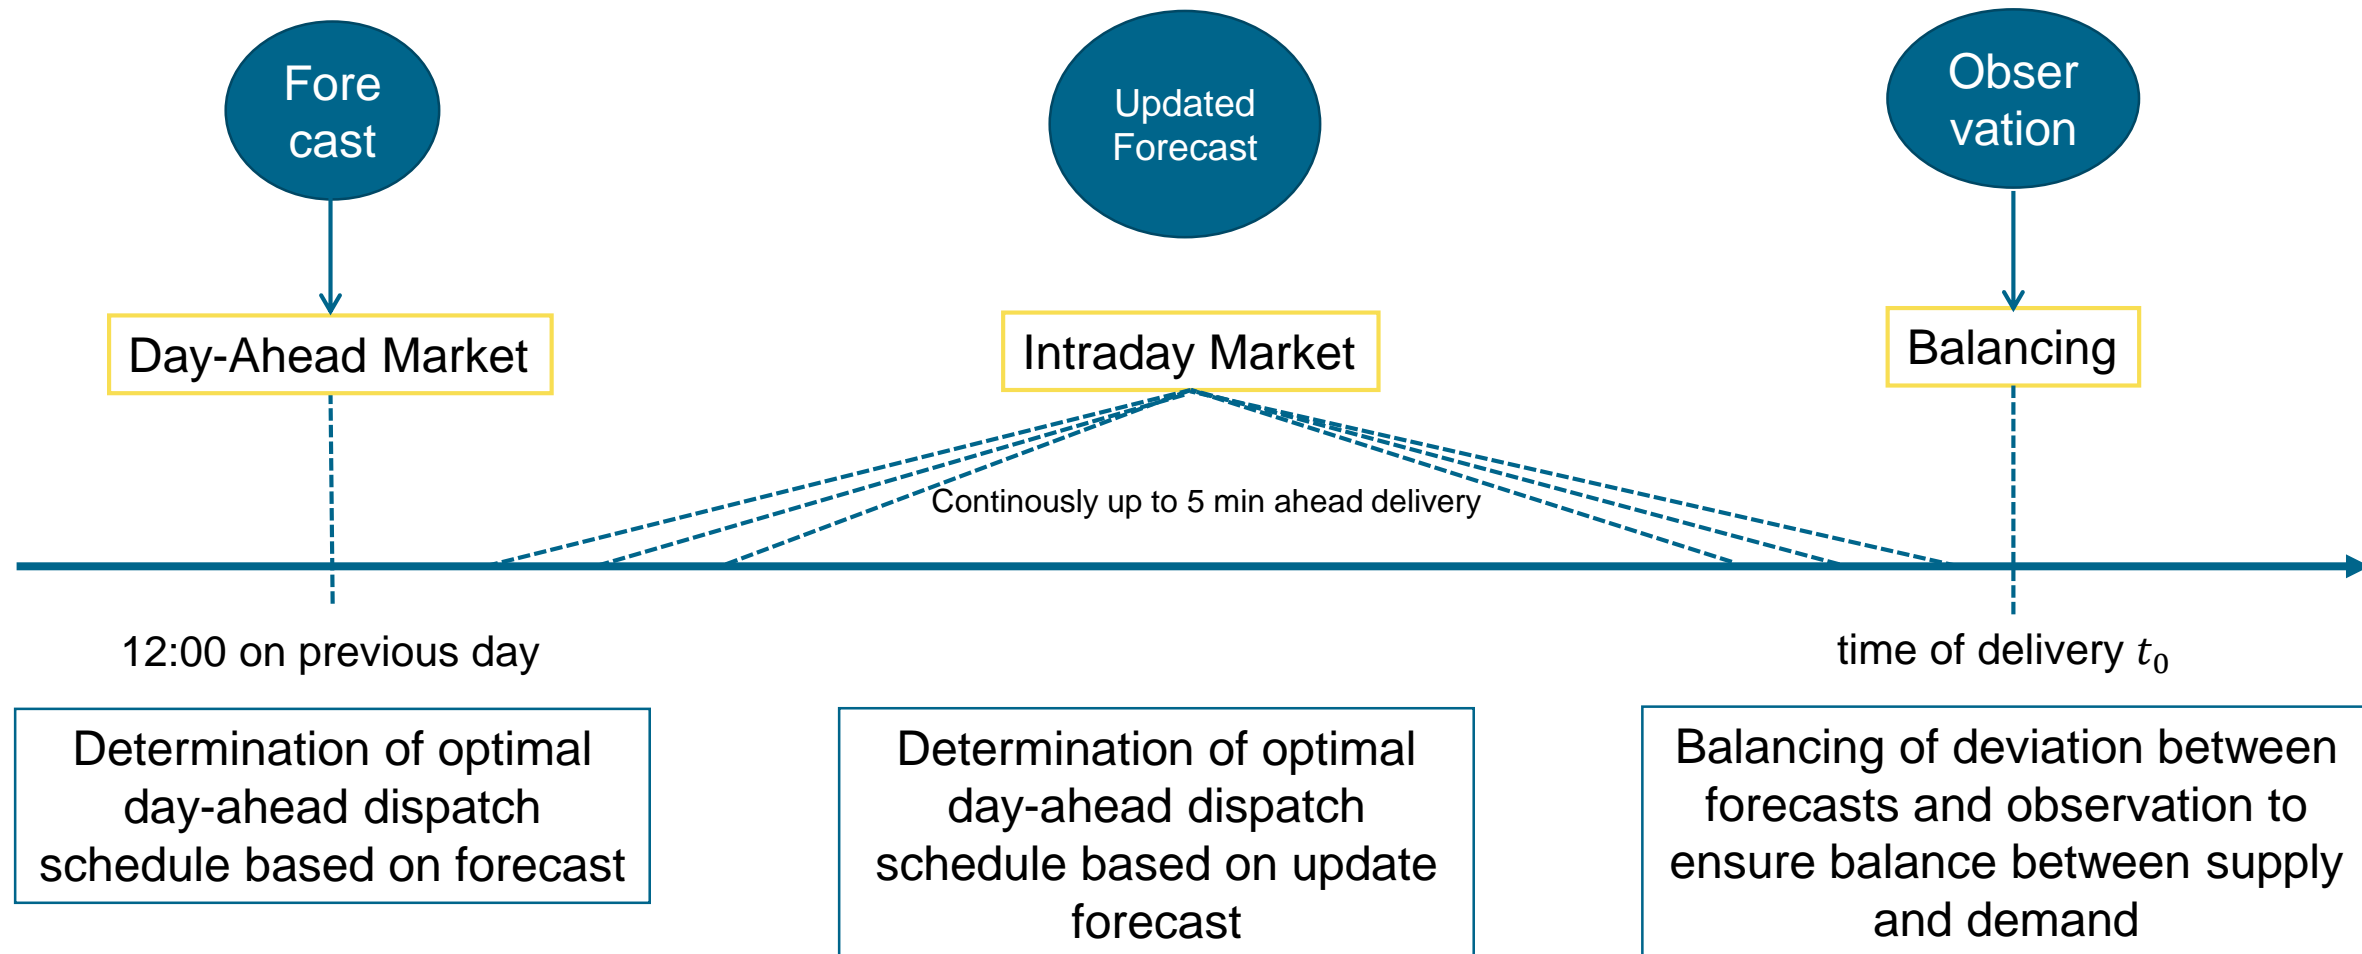 Fore
cast
Updated
Forecast
Obser
vation
Day-Ahead Market
Intraday Market
Balancing
Continously up to 5 min ahead delivery
12:00 on previous day
time of delivery t₀
Determination of optimal
day-ahead dispatch
schedule based on forecast
Determination of optimal
day-ahead dispatch
schedule based on update
forecast
Balancing of deviation between
forecasts and observation to
ensure balance between supply
and demand